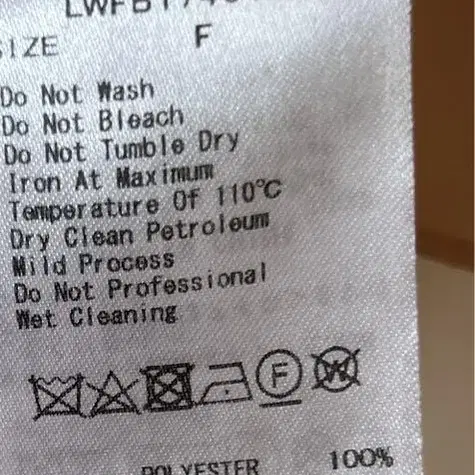 SIZE F
Do Not Wash
Do Not Bleach
Do Not Tumble Dry
Iron At Maximum
Temperature Of 110℃
Dry Clean Petroleum
Mild Process
Do Not Professional
Wet Cleaning
F W
POLYESTER 100%